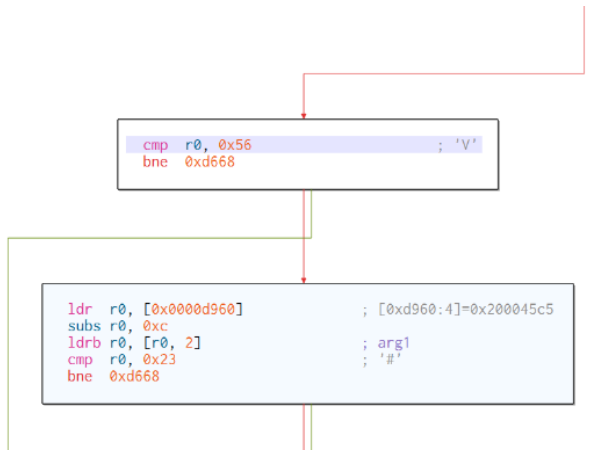 cmp r0, 0x56 ; 'V'
bne 0xd668
ldr r0, [0x0000d960] ; [0xd960:4]=0x200045c5
subs r0, 0xc
ldrb r0, [r0, 2] ; arg1
cmp r0, 0x23 ; '#'
bne 0xd668